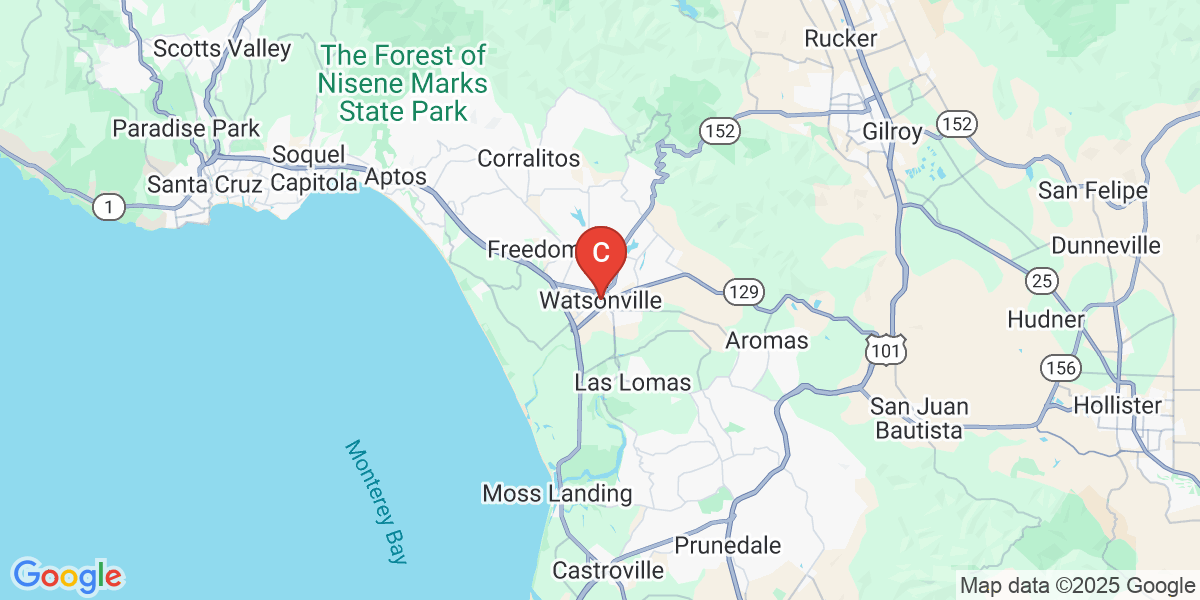 Rucker
Scotts Valley
The Forest of
Nisene Marks
State Park
152
152
Paradise Park
Gilroy
Soquel
Corralitos
Santa Cruz
Capitola
Aptos
San Felipe
1
Freedom
C
Dunneville
25
129
Watsonville
Hudner
Aromas
101
156
Las Lomas
San Juan
Bautista
Hollister
Monterey Bay
Moss Landing
Prunedale
Castroville
Google
Map data ©2025 Google